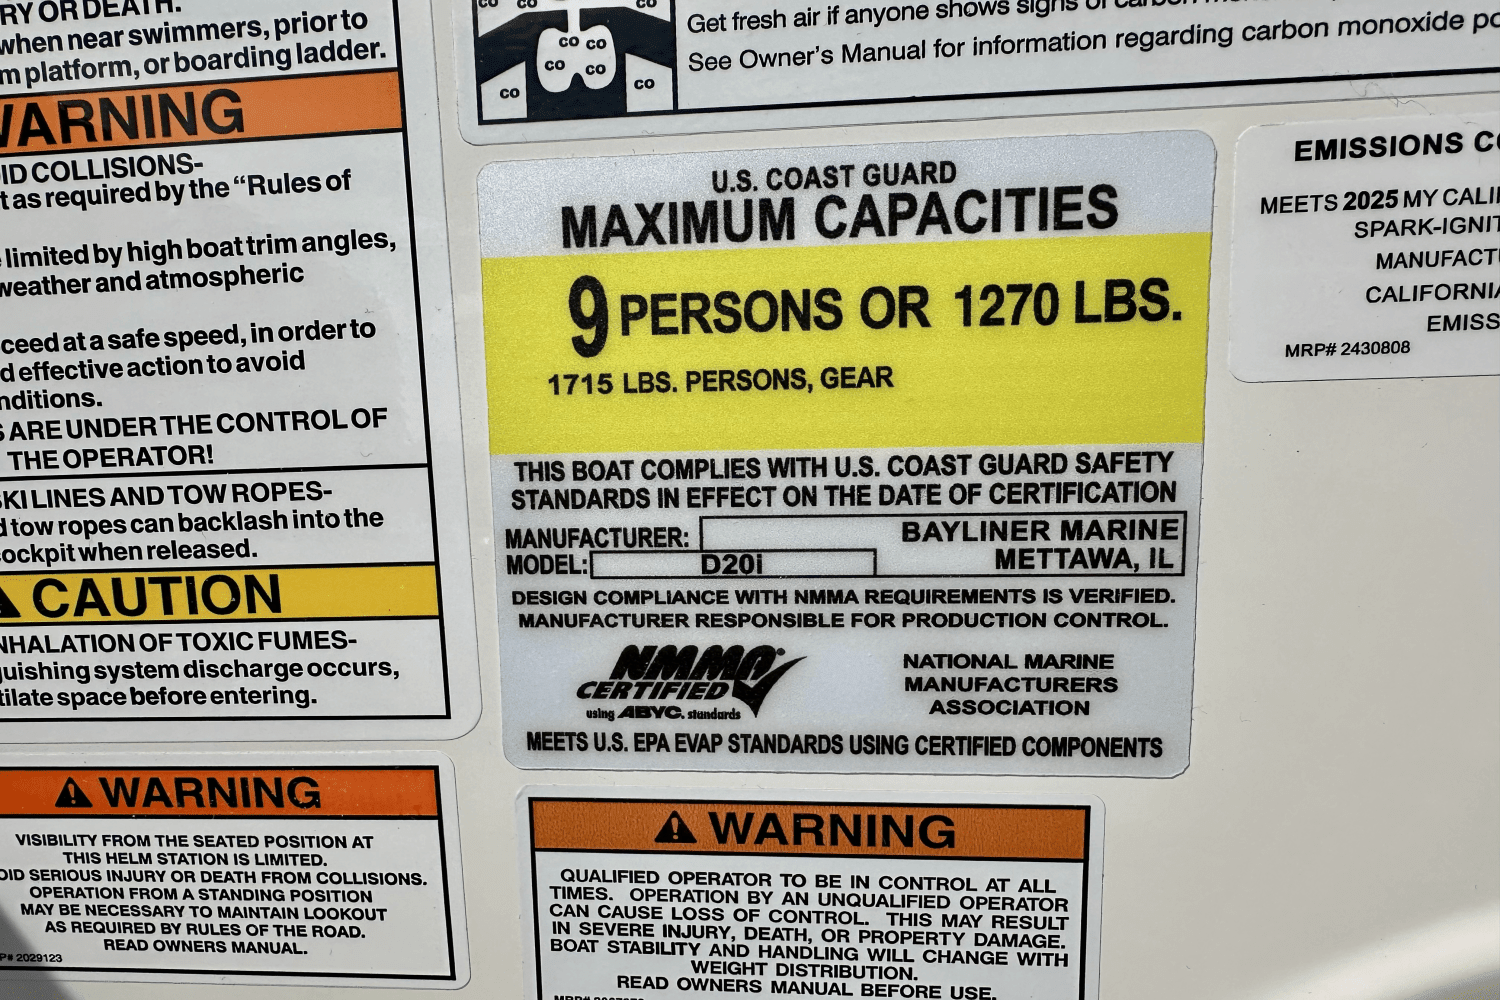 RY OR DEATH.
when near swimmers, prior to
m platform, or boarding ladder.
WARNING
ID COLLISIONS-
t as required by the “Rules of
limited by high boat trim angles,
weather and atmospheric
ceed at a safe speed, in order to
d effective action to avoid
nditions.
S ARE UNDER THE CONTROL OF
THE OPERATOR!
SKI LINES AND TOW ROPES-
d tow ropes can backlash into the
ockpit when released.
CAUTION
NHALATION OF TOXIC FUMES-
guishing system discharge occurs,
tilate space before entering.
WARNING
VISIBILITY FROM THE SEATED POSITION AT
THIS HELM STATION IS LIMITED.
OID SERIOUS INJURY OR DEATH FROM COLLISIONS.
OPERATION FROM A STANDING POSITION
MAY BE NECESSARY TO MAINTAIN LOOKOUT
AS REQUIRED BY RULES OF THE ROAD.
READ OWNERS MANUAL.
P# 2029123
CO CO CO
CO CO
CO CO
CO CO
Get fresh air if anyone shows signs of carbon
See Owner's Manual for information regarding carbon monoxide po
U.S. COAST GUARD
MAXIMUM CAPACITIES
9 PERSONS OR 1270 LBS.
1715 LBS. PERSONS, GEAR
THIS BOAT COMPLIES WITH U.S. COAST GUARD SAFETY
STANDARDS IN EFFECT ON THE DATE OF CERTIFICATION
MANUFACTURER: BAYLINER MARINE
MODEL: D20i METTAWA, IL
DESIGN COMPLIANCE WITH NMMA REQUIREMENTS IS VERIFIED.
MANUFACTURER RESPONSIBLE FOR PRODUCTION CONTROL.
NMMA®
CERTIFIED
using ABYC. standards
NATIONAL MARINE
MANUFACTURERS
ASSOCIATION
MEETS U.S. EPA EVAP STANDARDS USING CERTIFIED COMPONENTS
EMISSIONS CO
MEETS 2025 MY CALI
SPARK-IGNIT
MANUFACTU
CALIFORNIA
EMISS
MRP# 2430808
WARNING
QUALIFIED OPERATOR TO BE IN CONTROL AT ALL
TIMES. OPERATION BY AN UNQUALIFIED OPERATOR
CAN CAUSE LOSS OF CONTROL. THIS MAY RESULT
IN SEVERE INJURY, DEATH, OR PROPERTY DAMAGE.
BOAT STABILITY AND HANDLING WILL CHANGE WITH
WEIGHT DISTRIBUTION.
READ OWNERS MANUAL BEFORE USE.